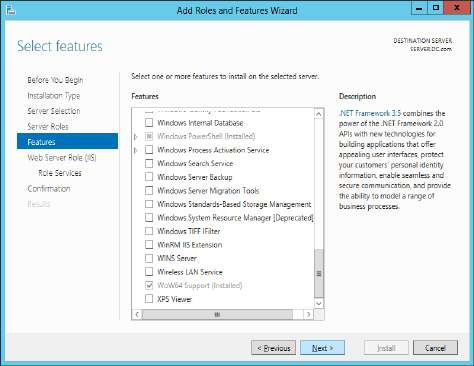 Add Roles and Features Wizard
Select features
DESTINATION SERVER
Before You Begin
Installation Type
Server Selection
Server Roles
Features
Web Server Role (IIS)
Role Services
Confirmation
Results
Select one or more features to install on the selected server.
Features
Windows Internal Database
Windows PowerShell (Installed)
Windows Process Activation Service
Windows Search Service
Windows Server Backup
Windows Server Migration Tools
Windows Standards-Based Storage Management
Windows System Resource Manager [Deprecated]
Windows TIFF IFilter
WinRM IIS Extension
WINS Server
Wireless LAN Service
WoW64 Support (Installed)
XPS Viewer
Description
.NET Framework 3.5 combines
the power of the .NET Framework 2.0
APIs with new technologies for
building applications that offer
appealing user interfaces, protect
your customers' personal identity
information, enable seamless and
secure communication, and provide
the ability to model a range of
business processes.
< Previous
Next >
Install
Cancel